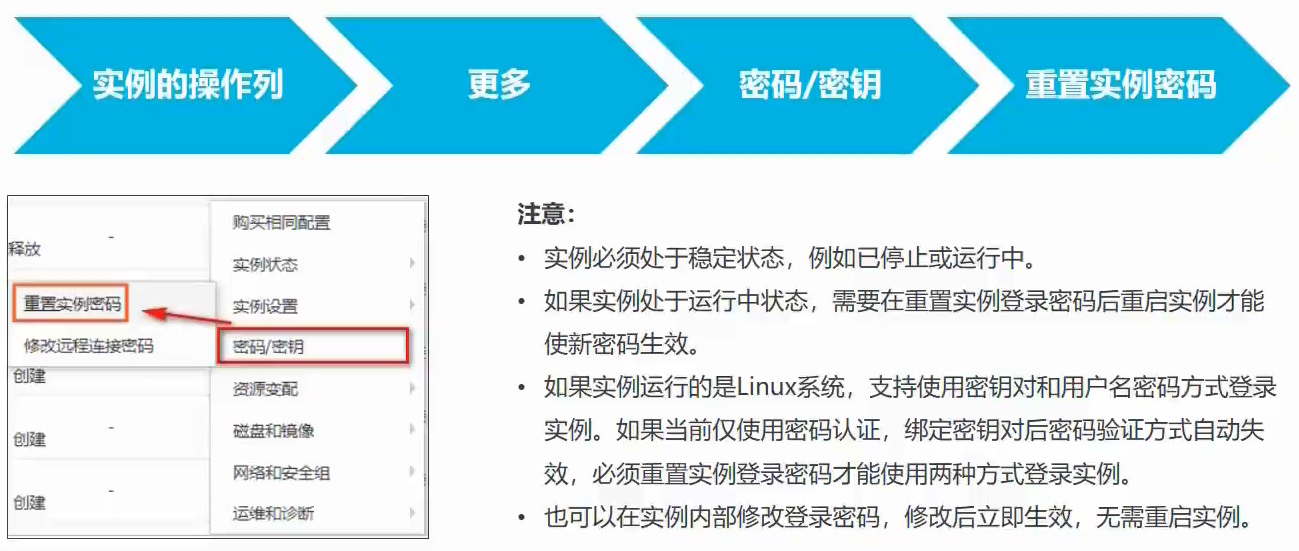 实例的操作列
更多
密码/密钥
重置实例密码
释放
-
购买相同配置
实例状态
实例设置
密码/密钥
资源变配
磁盘和镜像
网络和安全组
运维和诊断
重置实例密码
修改远程连接密码
创建
-
创建
-
创建
注意：
• 实例必须处于稳定状态，例如已停止或运行中。
• 如果实例处于运行中状态，需要在重置实例登录密码后重启实例才能
使新密码生效。
• 如果实例运行的是Linux系统，支持使用密钥对和用户名密码方式登录
实例。如果当前仅使用密码认证，绑定密钥对后密码验证方式自动失
效，必须重置实例登录密码才能使用两种方式登录实例。
• 也可以在实例内部修改登录密码，修改后立即生效，无需重启实例。